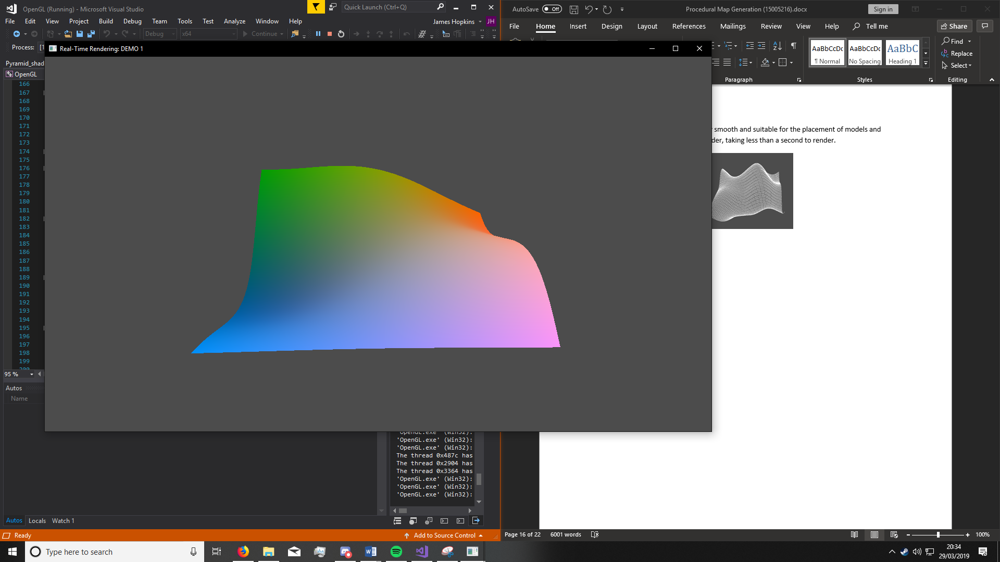 OpenGL (Running) - Microsoft Visual Studio
Quick Launch (Ctrl+Q)
File Edit View Project Build Debug Team Tools Test Analyze Window Help
James Hopkins JH
Debug x64 Continue
Process:
Pyramid_shad
OpenGL
166
167
168
169
170
171
172
173
174
175
176
177
178
179
180
181
182
183
184
185
186
187
188
189
190
191
192
193
194
195
196
197
198
199
200
95 %
Autos
Name
Real-Time Rendering: DEMO 1
'OpenGL.exe' (Win32):
'OpenGL.exe' (Win32):
'OpenGL.exe' (Win32):
The thread 0x487c has
The thread 0x2904 has
The thread 0x3364 has
'OpenGL.exe' (Win32):
'OpenGL.exe' (Win32):
'OpenGL.exe' (Win32):
Autos Locals Watch 1
Ready
Add to Source Control
AutoSave Off
Procedural Map Generation (15005216).docx
Sign in
File Home Insert Design Layout References Mailings Review View Help Tell me
Share
AaBbCcDc AaBbCcDc AaBbC
¶ Normal No Spacing Heading 1
Find
Replace
Select
Paragraph Styles Editing
smooth and suitable for the placement of models and
der, taking less than a second to render.
Page 16 of 22 6001 words
100%
Type here to search
20:34
29/03/2019